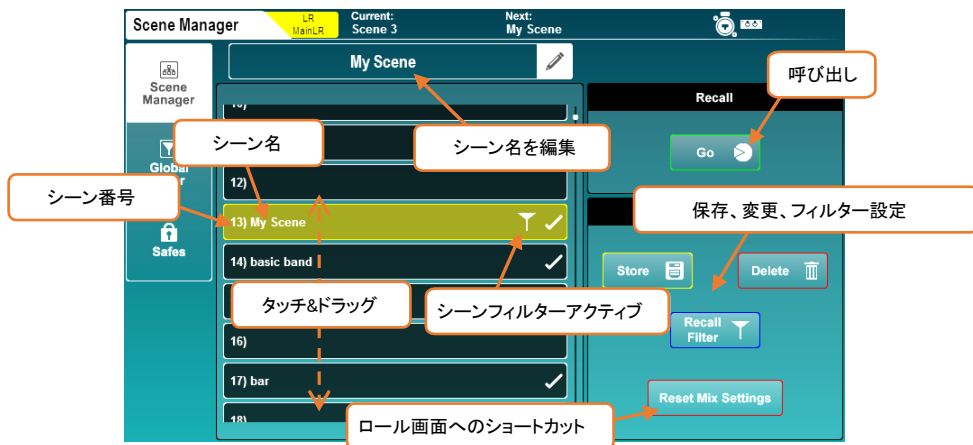 Scene Manager
LR
MainLR
Current:
Scene 3
Next:
My Scene
Scene
Manager
My Scene
呼び出し
Recall
シーン名
シーン名を編集
Go
Global
シーン番号
12)
保存、変更、フィルター設定
13) My Scene
Safes
14) basic band
Store
Delete
タッチ&ドラッグ
シーンフィルターアクティブ
Recall
Filter
16)
17) bar
Reset Mix Settings
18)
ロール画面へのショートカット